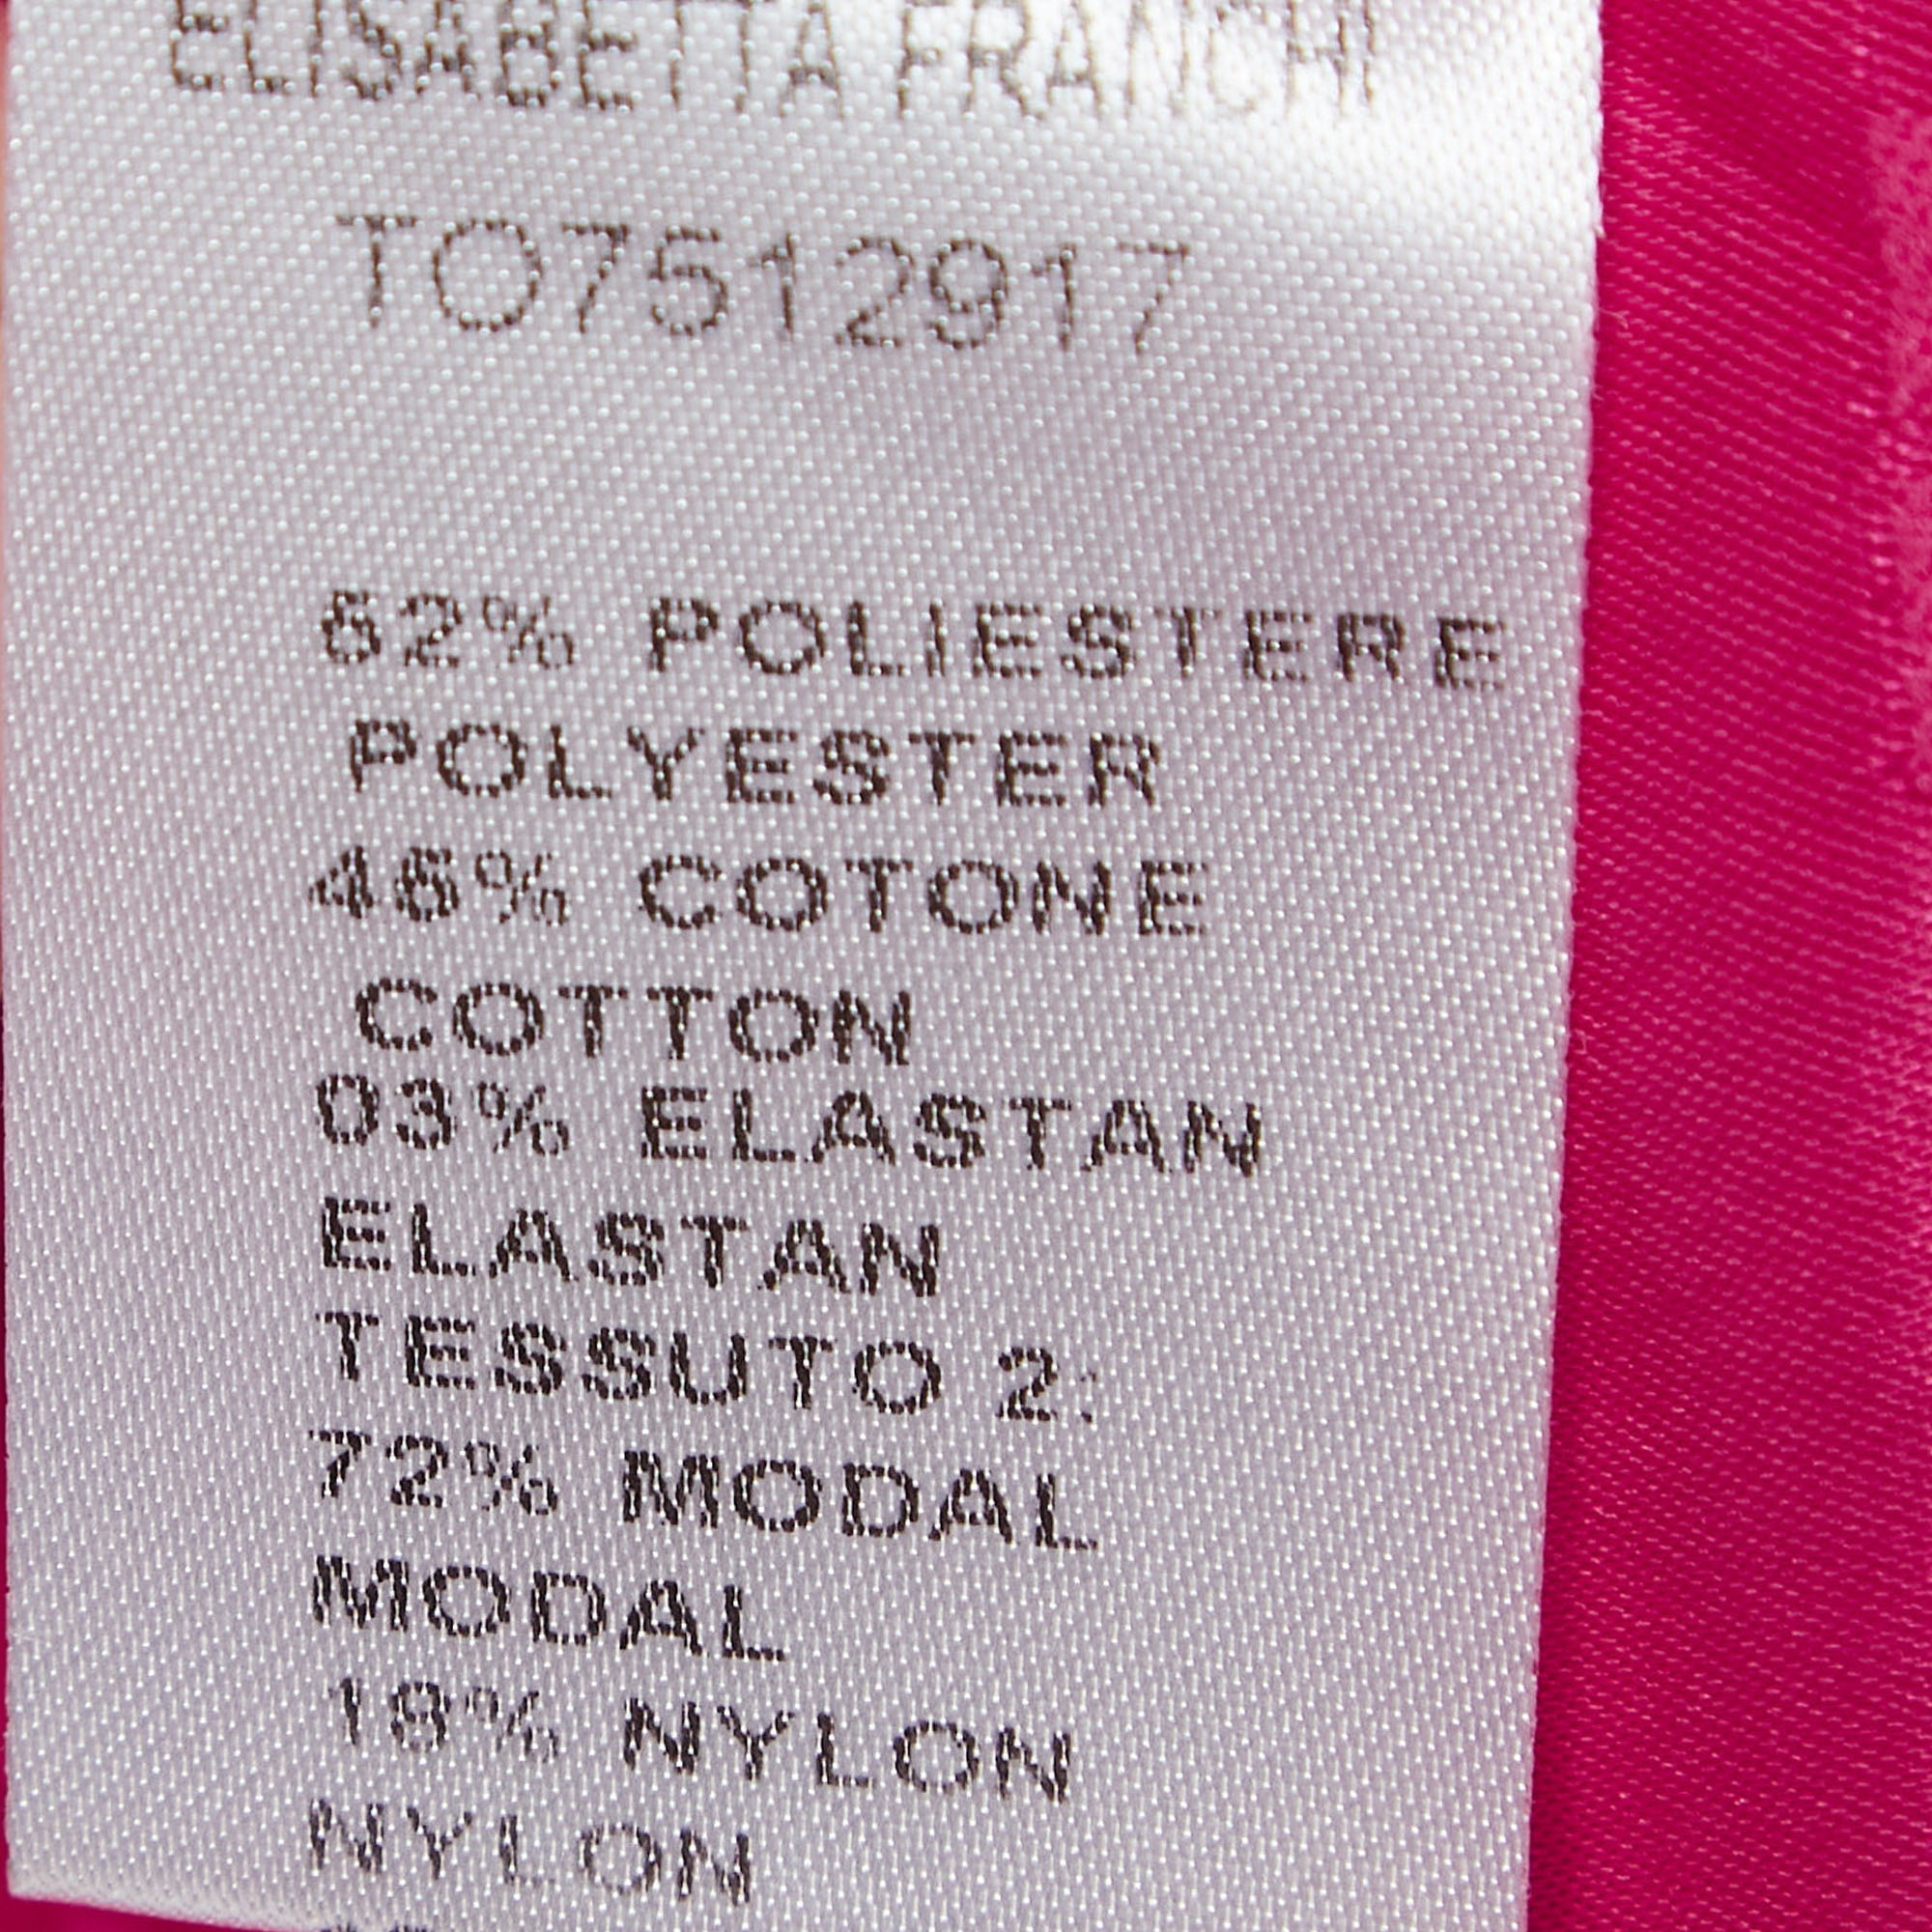 ELISABETTA FRANCHI
TO7512917
52% POLIESTERE
POLYESTER
45% COTONE
COTTON
03% ELASTAN
ELASTAN
TESSUTO 2:
72% MODAL
MODAL
18% NYLON
NYLON